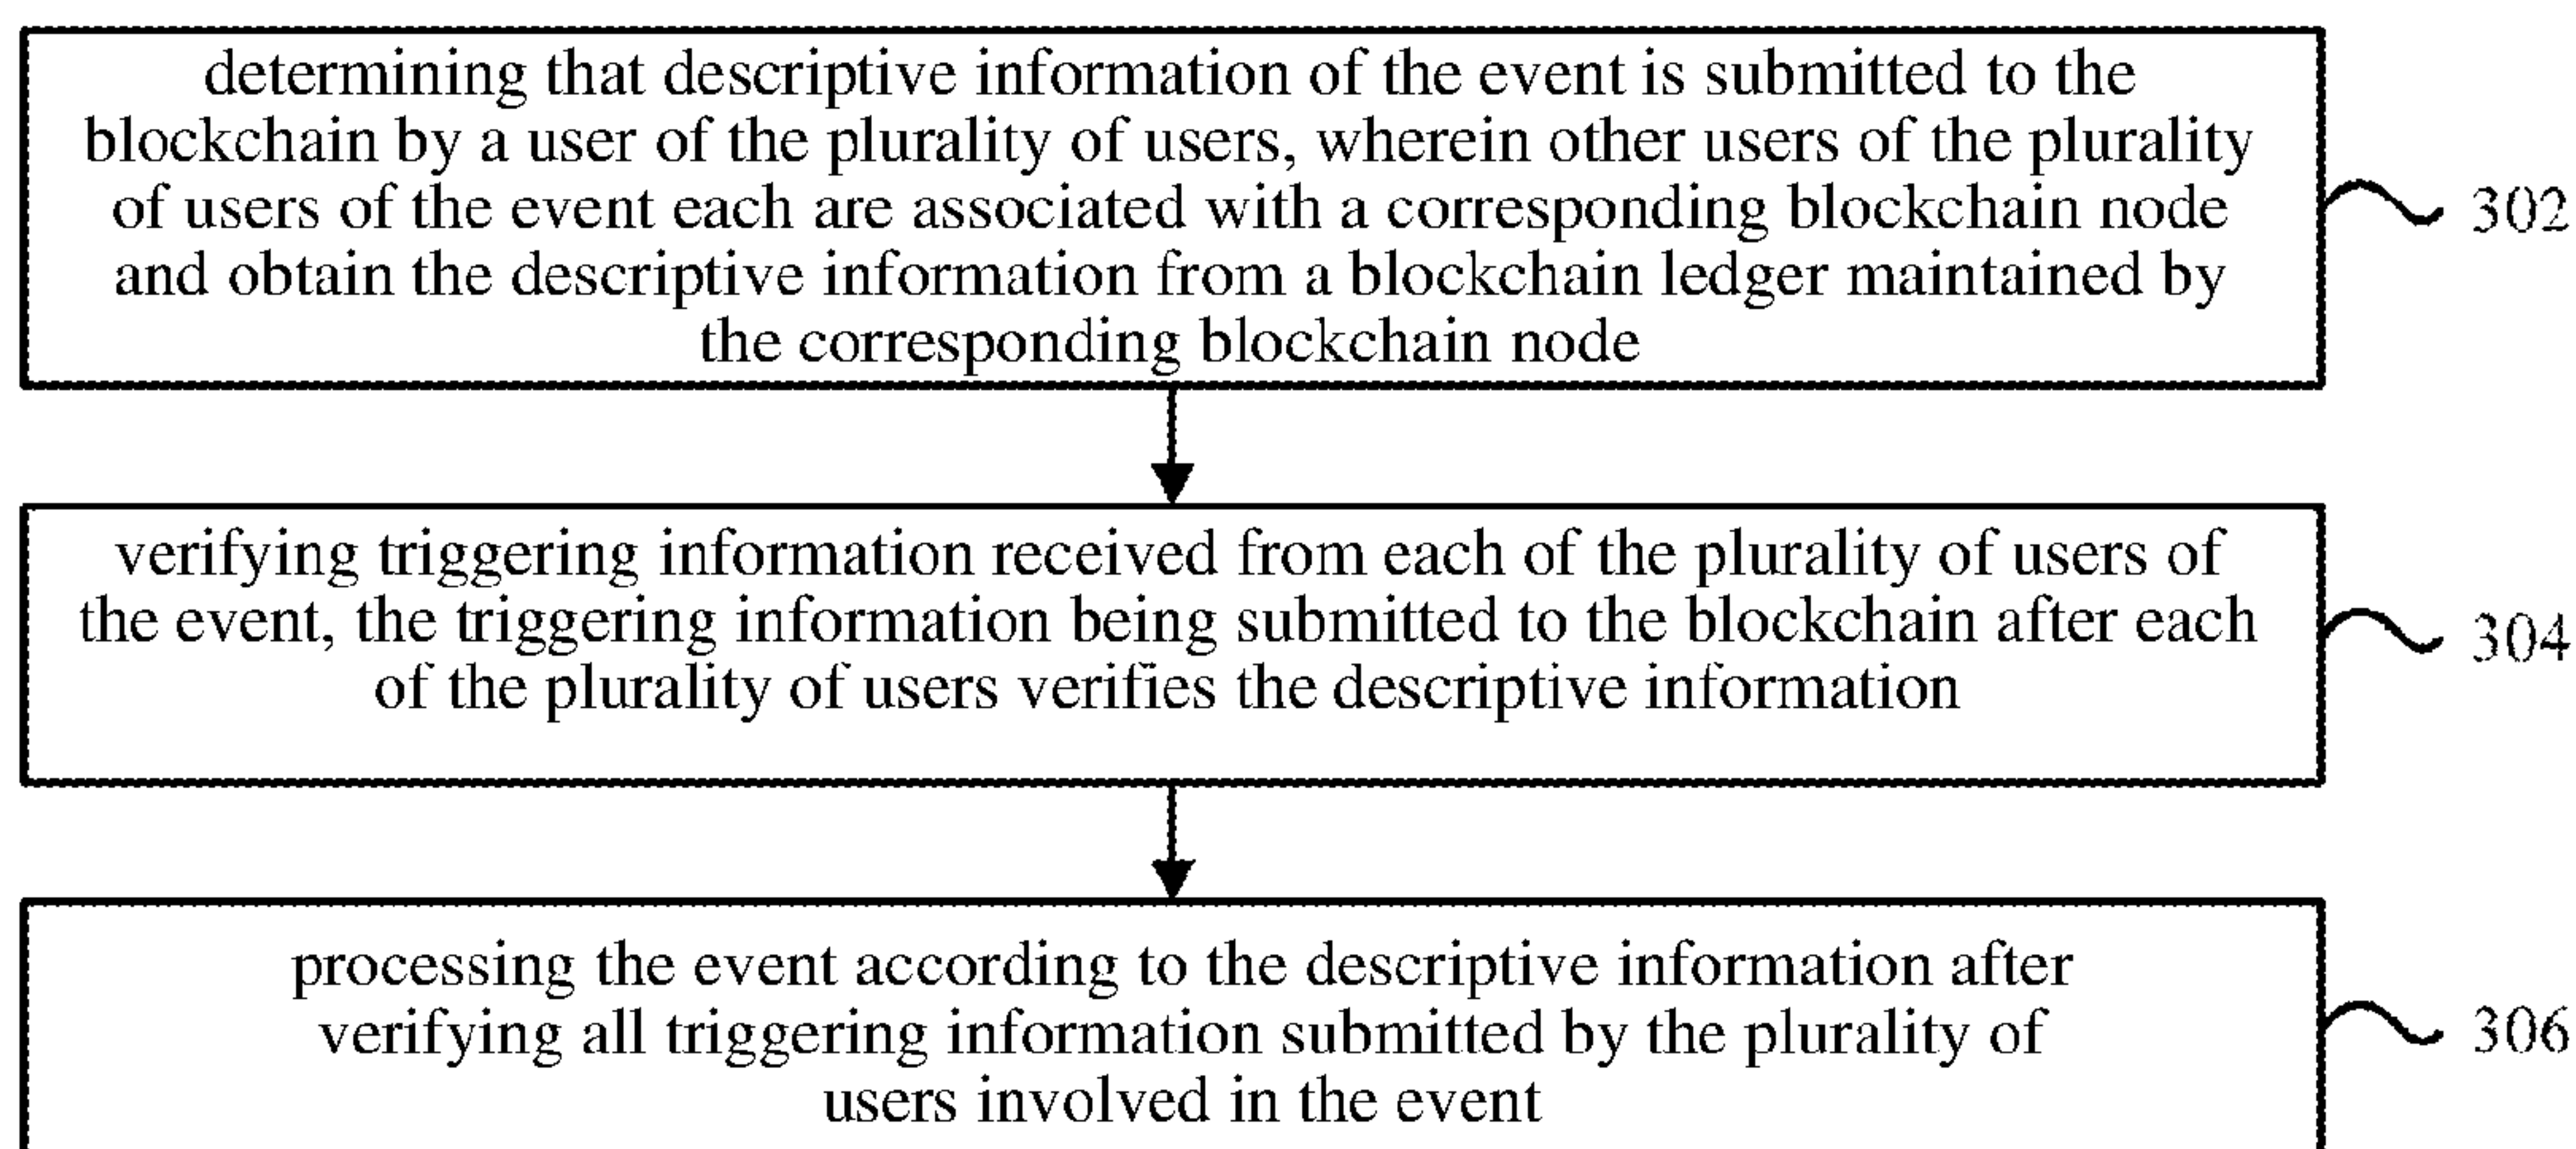 determining that descriptive information of the event is submitted to the
blockchain by a user of the plurality of users, wherein other users of the plurality
of users of the event each are associated with a corresponding blockchain node
and obtain the descriptive information from a blockchain ledger maintained by
the corresponding blockchain node
302
verifying triggering information received from each of the plurality of users of
the event, the triggering information being submitted to the blockchain after each
of the plurality of users verifies the descriptive information
304
processing the event according to the descriptive information after
verifying all triggering information submitted by the plurality of
users involved in the event
306